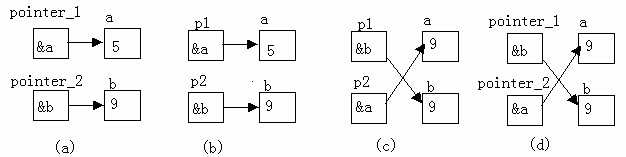 pointer_1 a
&a 5
pointer_2 b
&b 9
(a)
p1 a
&a 5
p2 b
&b 9
(b)
p1 a
&b 9
p2 b
&a 9
(c)
pointer_1 a
&b 9
pointer_2 b
&a 9
(d)